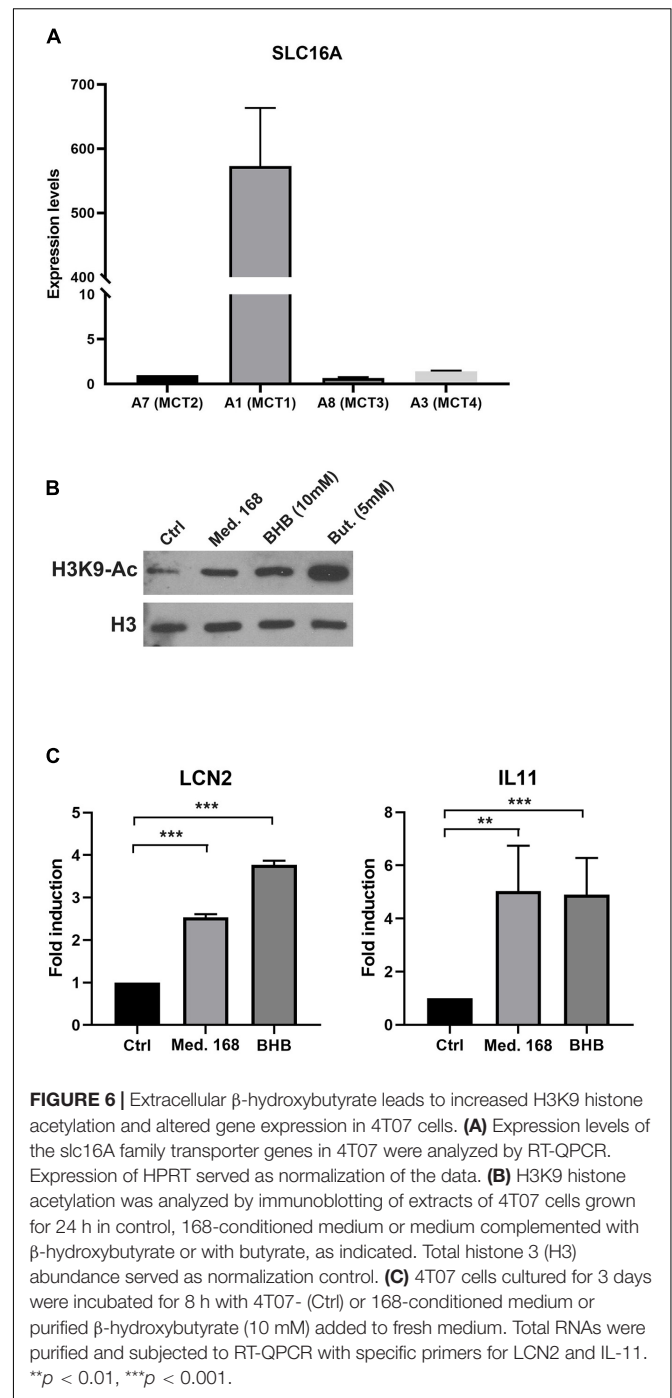 A
SLC16A
Expression levels
700
600
500
400
10
5
0
A7 (MCT2) A1 (MCT1) A8 (MCT3) A3 (MCT4)
B
Ctrl Med. 168 BHB (10mM) But. (5mM)
H3K9-Ac
H3
C
LCN2
Fold induction
5
4
3
2
1
0
***
***
Ctrl Med. 168 BHB
IL11
Fold induction
8
6
4
2
0
***
**
Ctrl Med. 168 BHB
FIGURE 6 | Extracellular β-hydroxybutyrate leads to increased H3K9 histone
acetylation and altered gene expression in 4T07 cells. (A) Expression levels of
the slc16A family transporter genes in 4T07 were analyzed by RT-QPCR.
Expression of HPRT served as normalization of the data. (B) H3K9 histone
acetylation was analyzed by immunoblotting of extracts of 4T07 cells grown
for 24 h in control, 168-conditioned medium or medium complemented with
β-hydroxybutyrate or with butyrate, as indicated. Total histone 3 (H3)
abundance served as normalization control. (C) 4T07 cells cultured for 3 days
were incubated for 8 h with 4T07- (Ctrl) or 168-conditioned medium or
purified β-hydroxybutyrate (10 mM) added to fresh medium. Total RNAs were
purified and subjected to RT-QPCR with specific primers for LCN2 and IL-11.
**p < 0.01, ***p < 0.001.